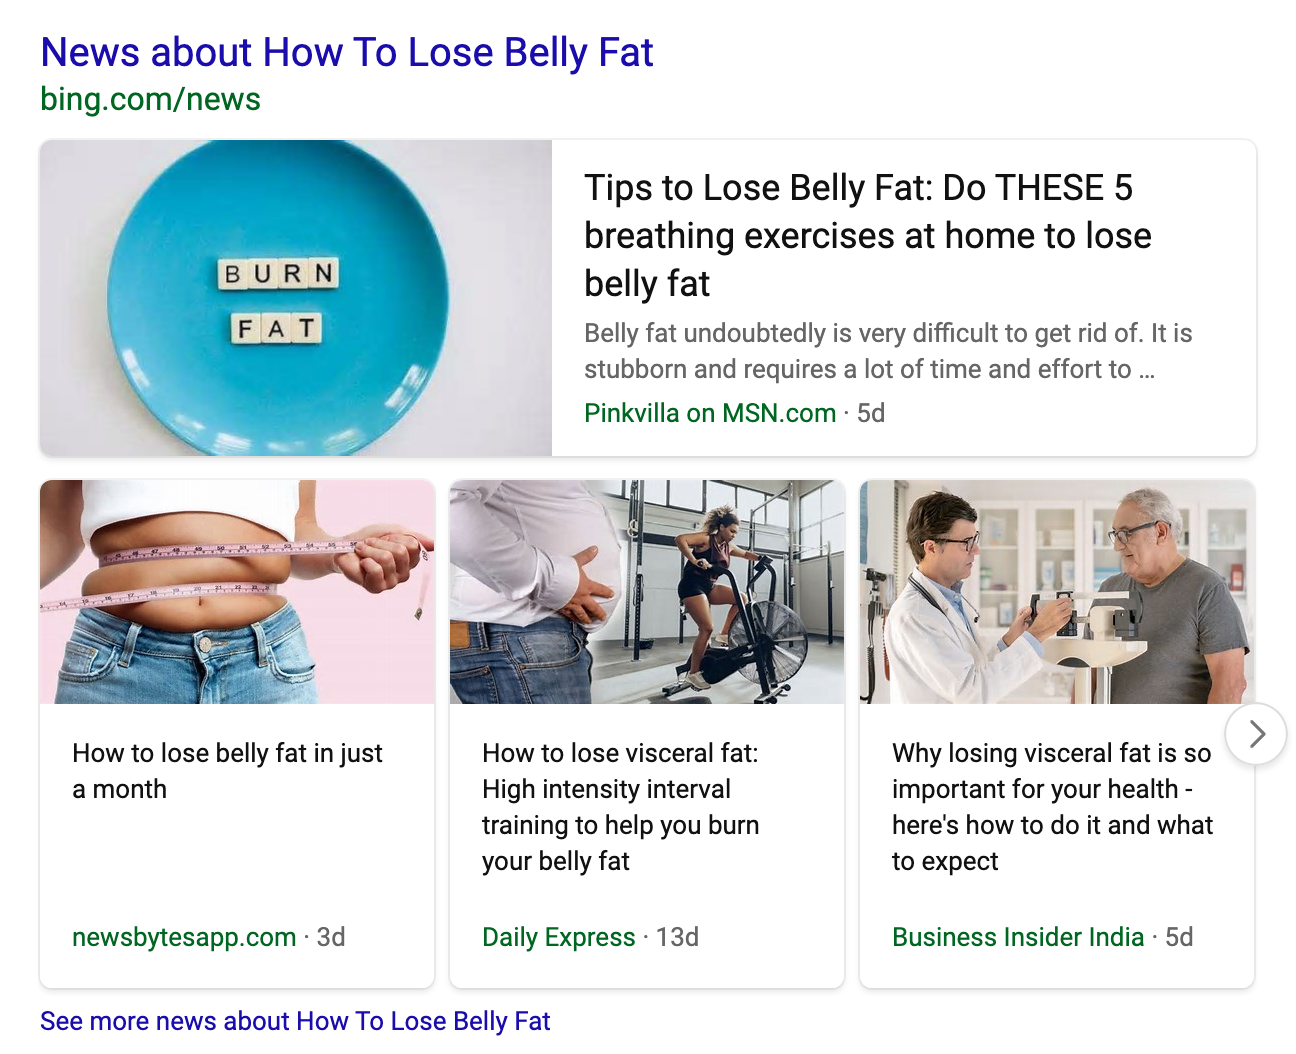 News about How To Lose Belly Fat
bing.com/news
BURN
FAT
Tips to Lose Belly Fat: Do THESE 5
breathing exercises at home to lose
belly fat
Belly fat undoubtedly is very difficult to get rid of. It is
stubborn and requires a lot of time and effort to ...
Pinkvilla on MSN.com · 5d
How to lose belly fat in just
a month
newsbytesapp.com · 3d
How to lose visceral fat:
High intensity interval
training to help you burn
your belly fat
Daily Express · 13d
Why losing visceral fat is so
important for your health -
here's how to do it and what
to expect
Business Insider India · 5d
See more news about How To Lose Belly Fat